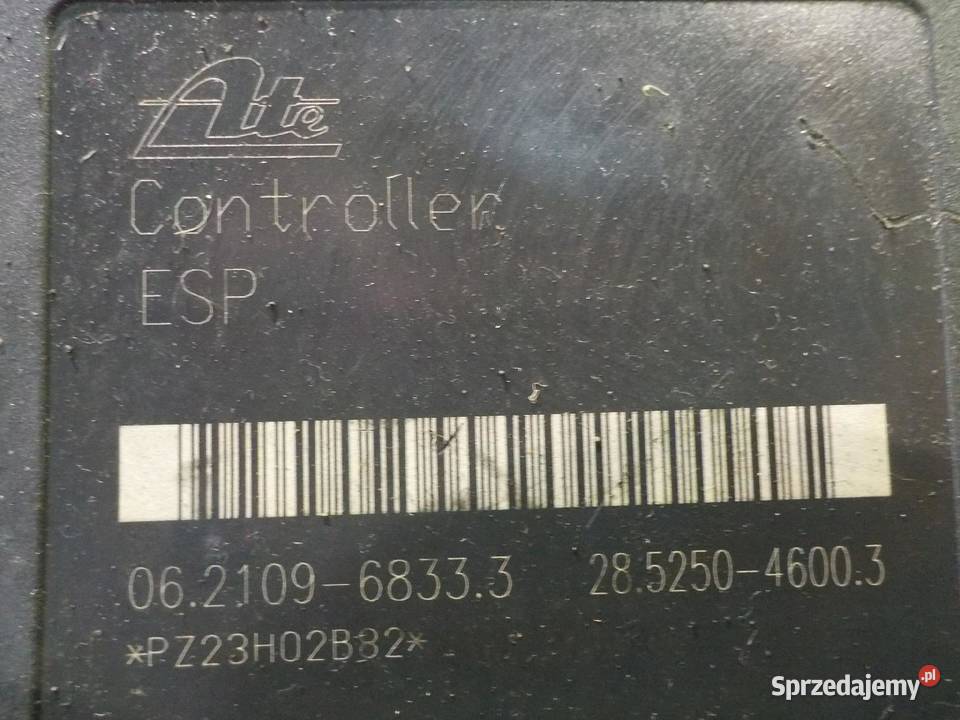 Ate
Controller
ESP
06.2109-6833.3 28.5250-4600.3
*PZ23H02B32*
Sprzedajemy.pl